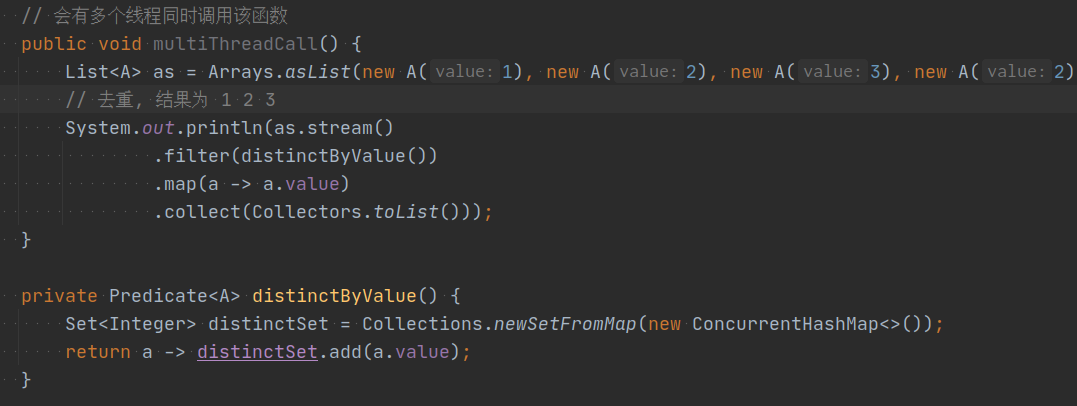 // 会有多个线程同时调用该函数
public void multiThreadCall() {
List<A> as = Arrays.asList(new A( value: 1), new A( value: 2), new A( value: 3), new A( value: 2)
// 去重, 结果为 1 2 3
System.out.println(as.stream()
.filter(distinctByValue())
.map(a -> a.value)
.collect(Collectors.toList()));
}
private Predicate<A> distinctByValue() {
Set<Integer> distinctSet = Collections.newSetFromMap(new ConcurrentHashMap<>());
return a -> distinctSet.add(a.value);
}